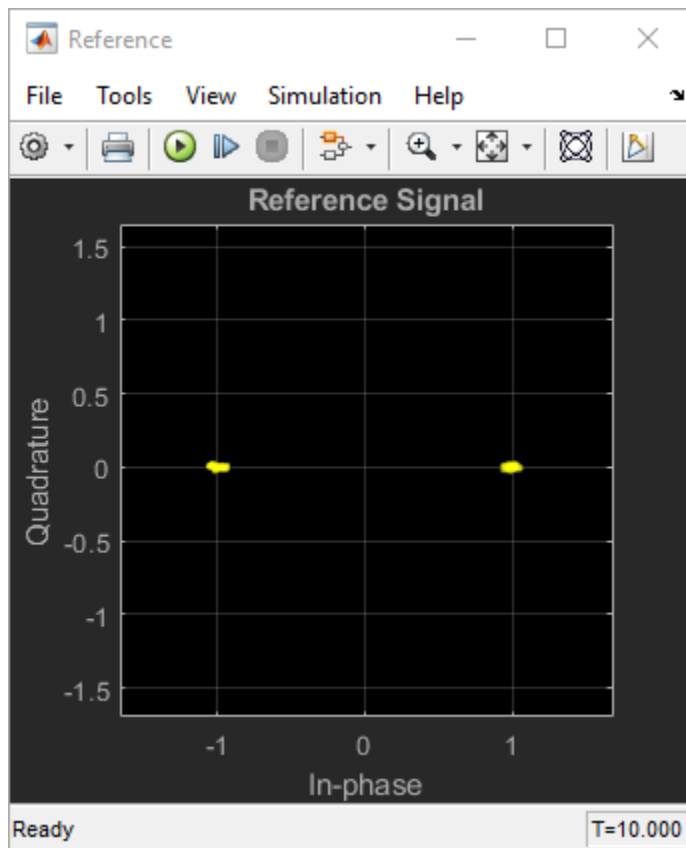 Reference
File Tools View Simulation Help
Reference Signal
1.5
1
0.5
0
-0.5
-1
-1.5
Quadrature
-1 0 1
In-phase
Ready T=10.000